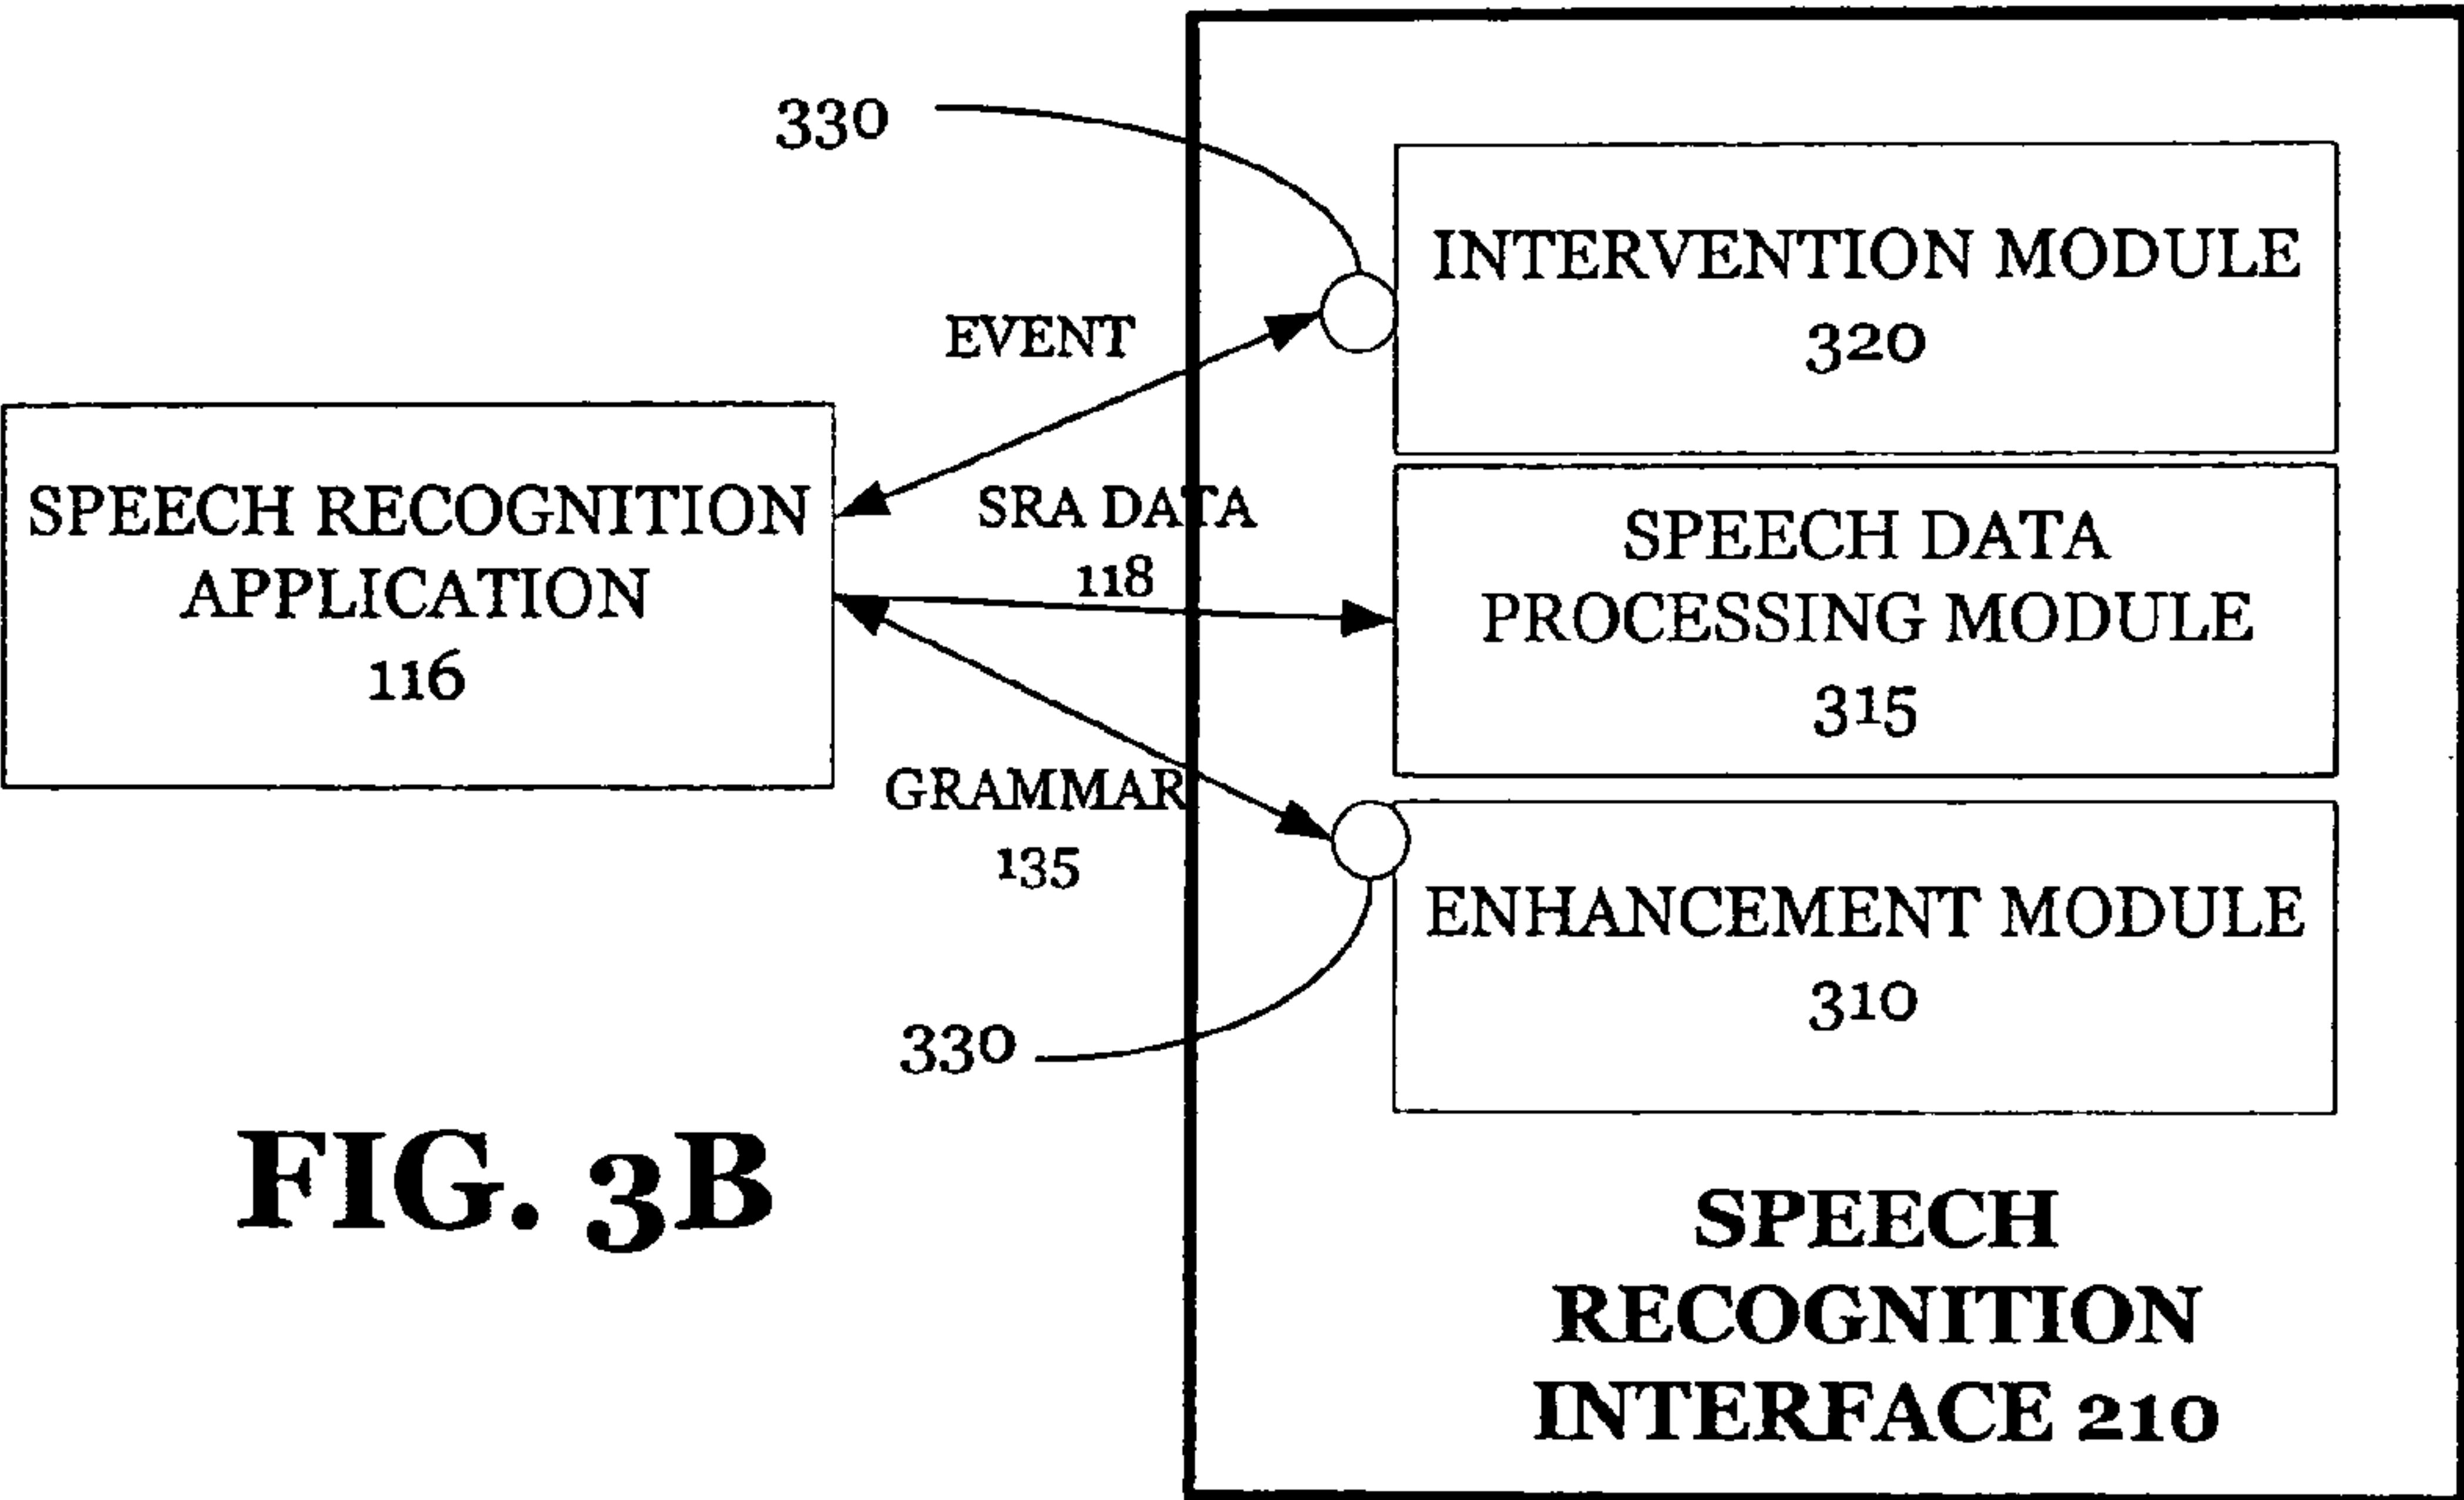 330
INTERVENTION MODULE
320
EVENT
SPEECH RECOGNITION
APPLICATION
116
SRA DATA
118
SPEECH DATA
PROCESSING MODULE
315
GRAMMAR
135
ENHANCEMENT MODULE
310
330
FIG. 3B
SPEECH
RECOGNITION
INTERFACE 210